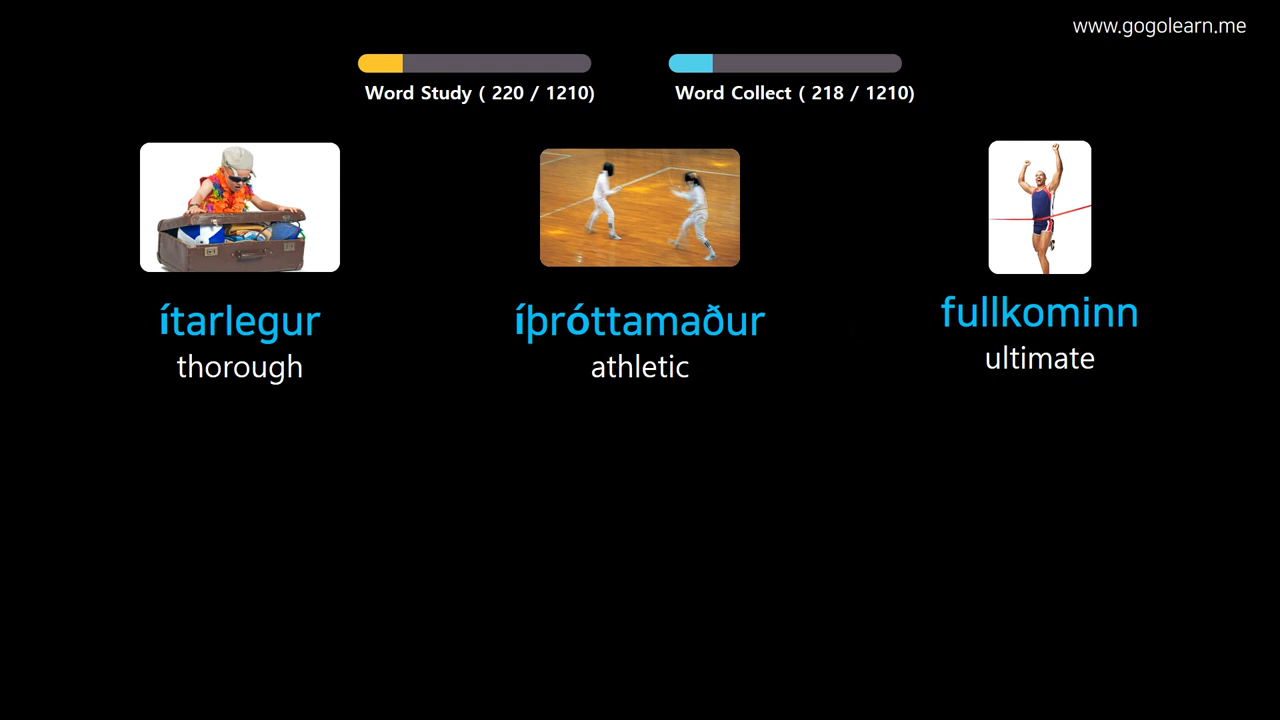 www.gogolearn.me
Word Study ( 220 / 1210)
Word Collect ( 218 / 1210)
ítarlegur
thorough
íþróttamaður
athletic
fullkominn
ultimate